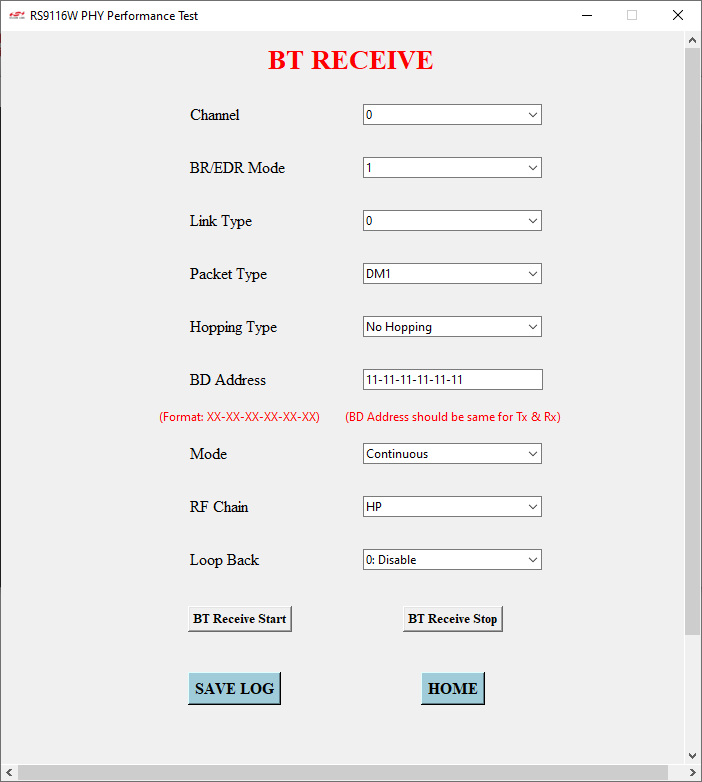 RS9116W PHY Performance Test
BT RECEIVE
Channel 0
BR/EDR Mode 1
Link Type 0
Packet Type DM1
Hopping Type No Hopping
BD Address 11-11-11-11-11-11
(Format: XX-XX-XX-XX-XX-XX) (BD Address should be same for Tx & Rx)
Mode Continuous
RF Chain HP
Loop Back 0: Disable
BT Receive Start BT Receive Stop
SAVE LOG HOME